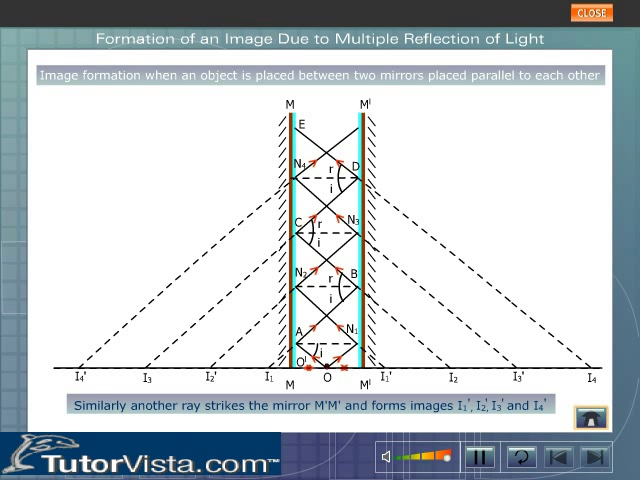 CLOSE
Formation of an Image Due to Multiple Reflection of Light
Image formation when an object is placed between two mirrors placed parallel to each other
M M'
E
N4 r D
i
C r N3
i
N2 r B
i
A N1
i
O'
I4' I3 I2' I1 O I1' I2 I3' I4
M M'
Similarly another ray strikes the mirror M'M' and forms images I1', I2', I3' and I4'
TutorVista.com™